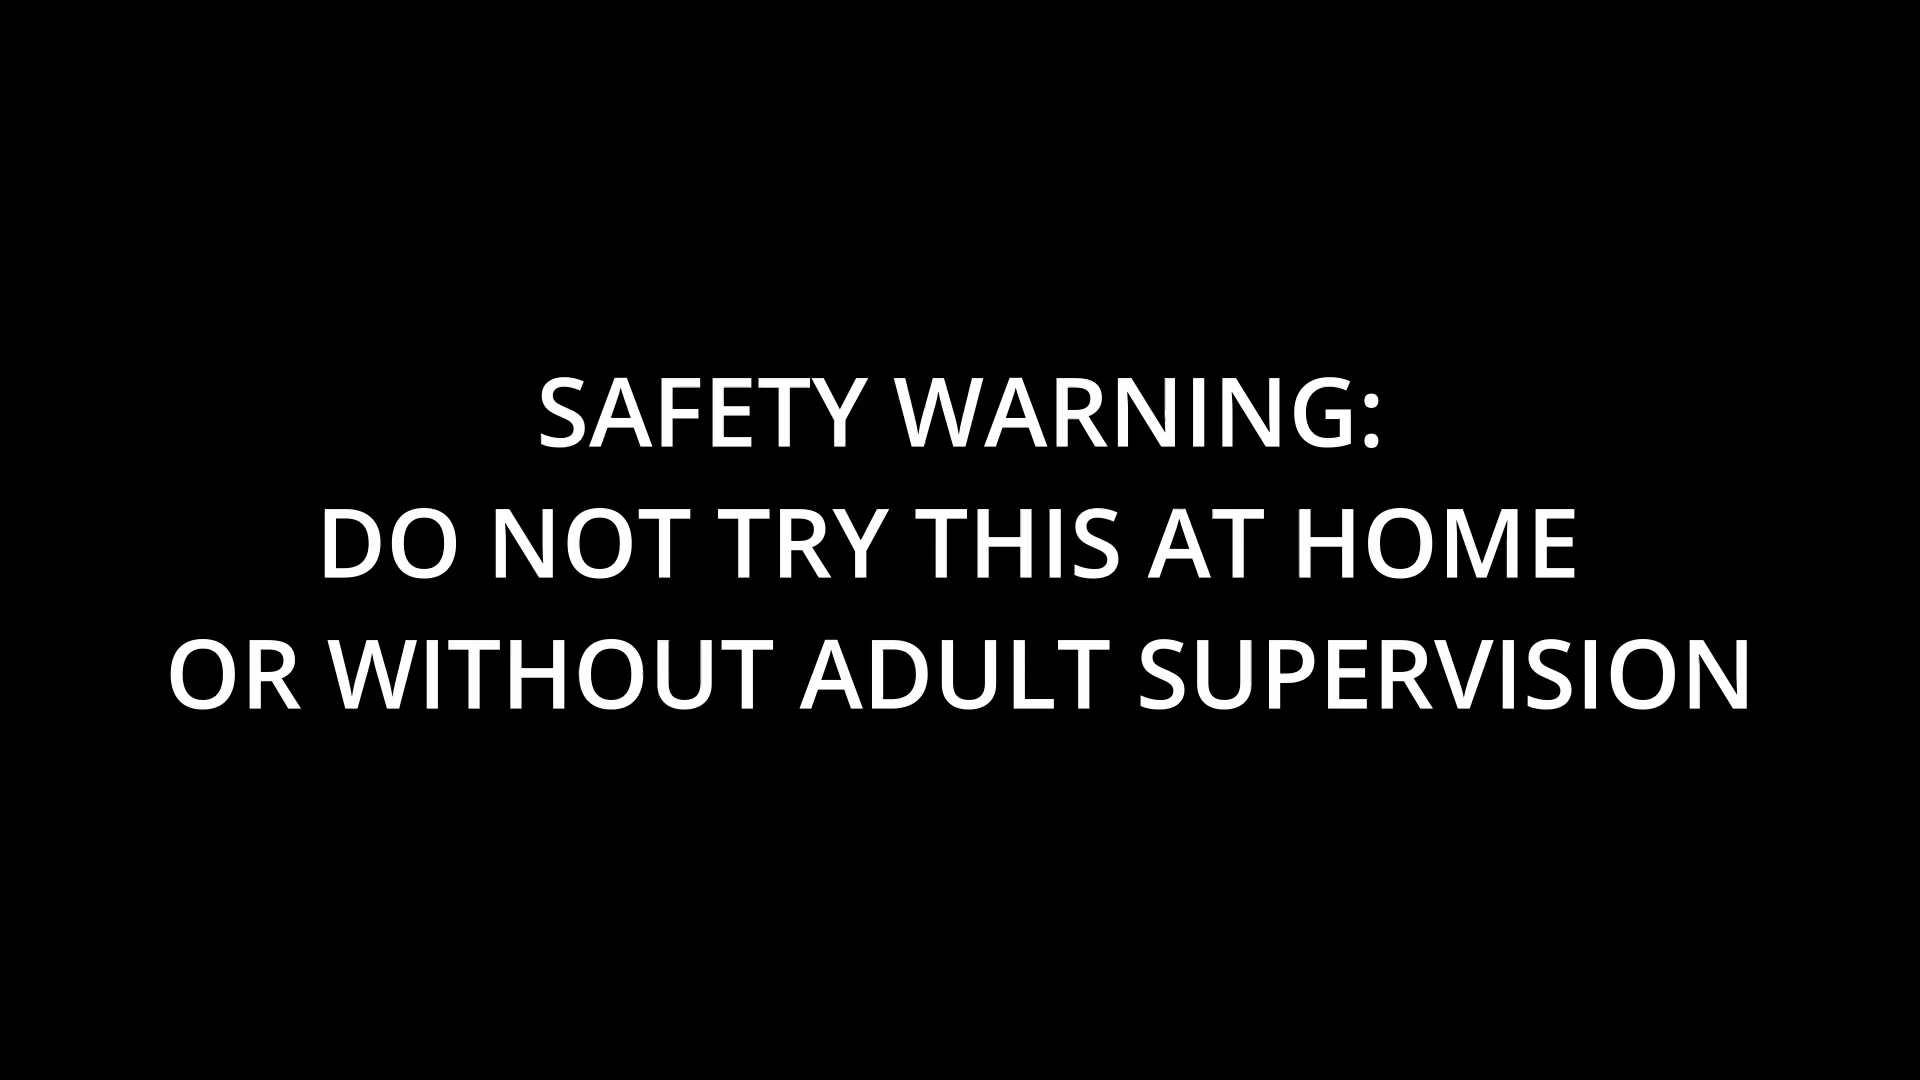 SAFETY WARNING:
DO NOT TRY THIS AT HOME
OR WITHOUT ADULT SUPERVISION